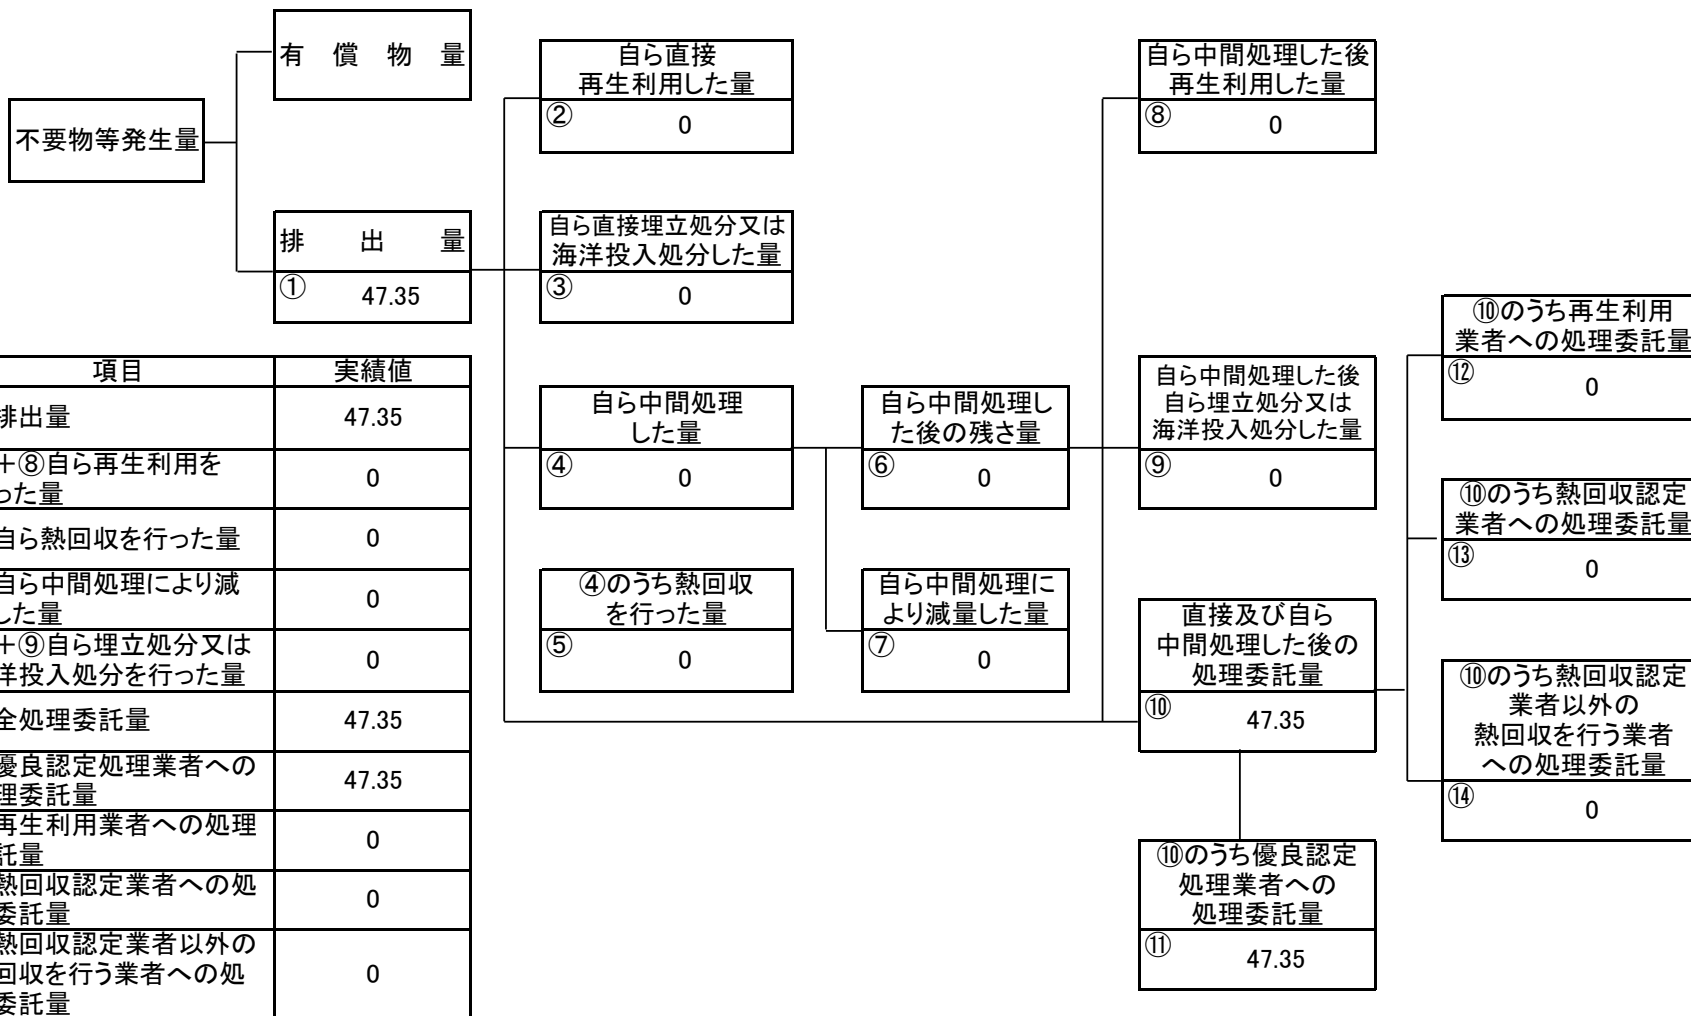 有償物量
不要物等発生量
排出量
①
47.35
自ら直接
再生利用した量
②
0
自ら直接埋立処分又は
海洋投入処分した量
③
0
自ら中間処理
した量
④
0
④のうち熱回収
を行った量
⑤
0
自ら中間処理し
た後の残さ量
⑥
0
自ら中間処理に
より減量した量
⑦
0
自ら中間処理した後
再生利用した量
⑧
0
自ら中間処理した後
自ら埋立処分又は
海洋投入処分した量
⑨
0
直接及び自ら
中間処理した後の
処理委託量
⑩
47.35
⑩のうち優良認定
処理業者への
処理委託量
⑪
47.35
⑩のうち再生利用
業者への処理委託量
⑫
0
⑩のうち熱回収認定
業者への処理委託量
⑬
0
⑩のうち熱回収認定
業者以外の
熱回収を行う業者
への処理委託量
⑭
0
項目 実績値
排出量 47.35
+⑧自ら再生利用を
った量
0
自ら熱回収を行った量 0
自ら中間処理により減
した量
0
+⑨自ら埋立処分又は
洋投入処分を行った量
0
全処理委託量 47.35
優良認定処理業者への
理委託量
47.35
再生利用業者への処理
託量
0
熱回収認定業者への処
委託量
0
熱回収認定業者以外の
回収を行う業者への処
委託量
0